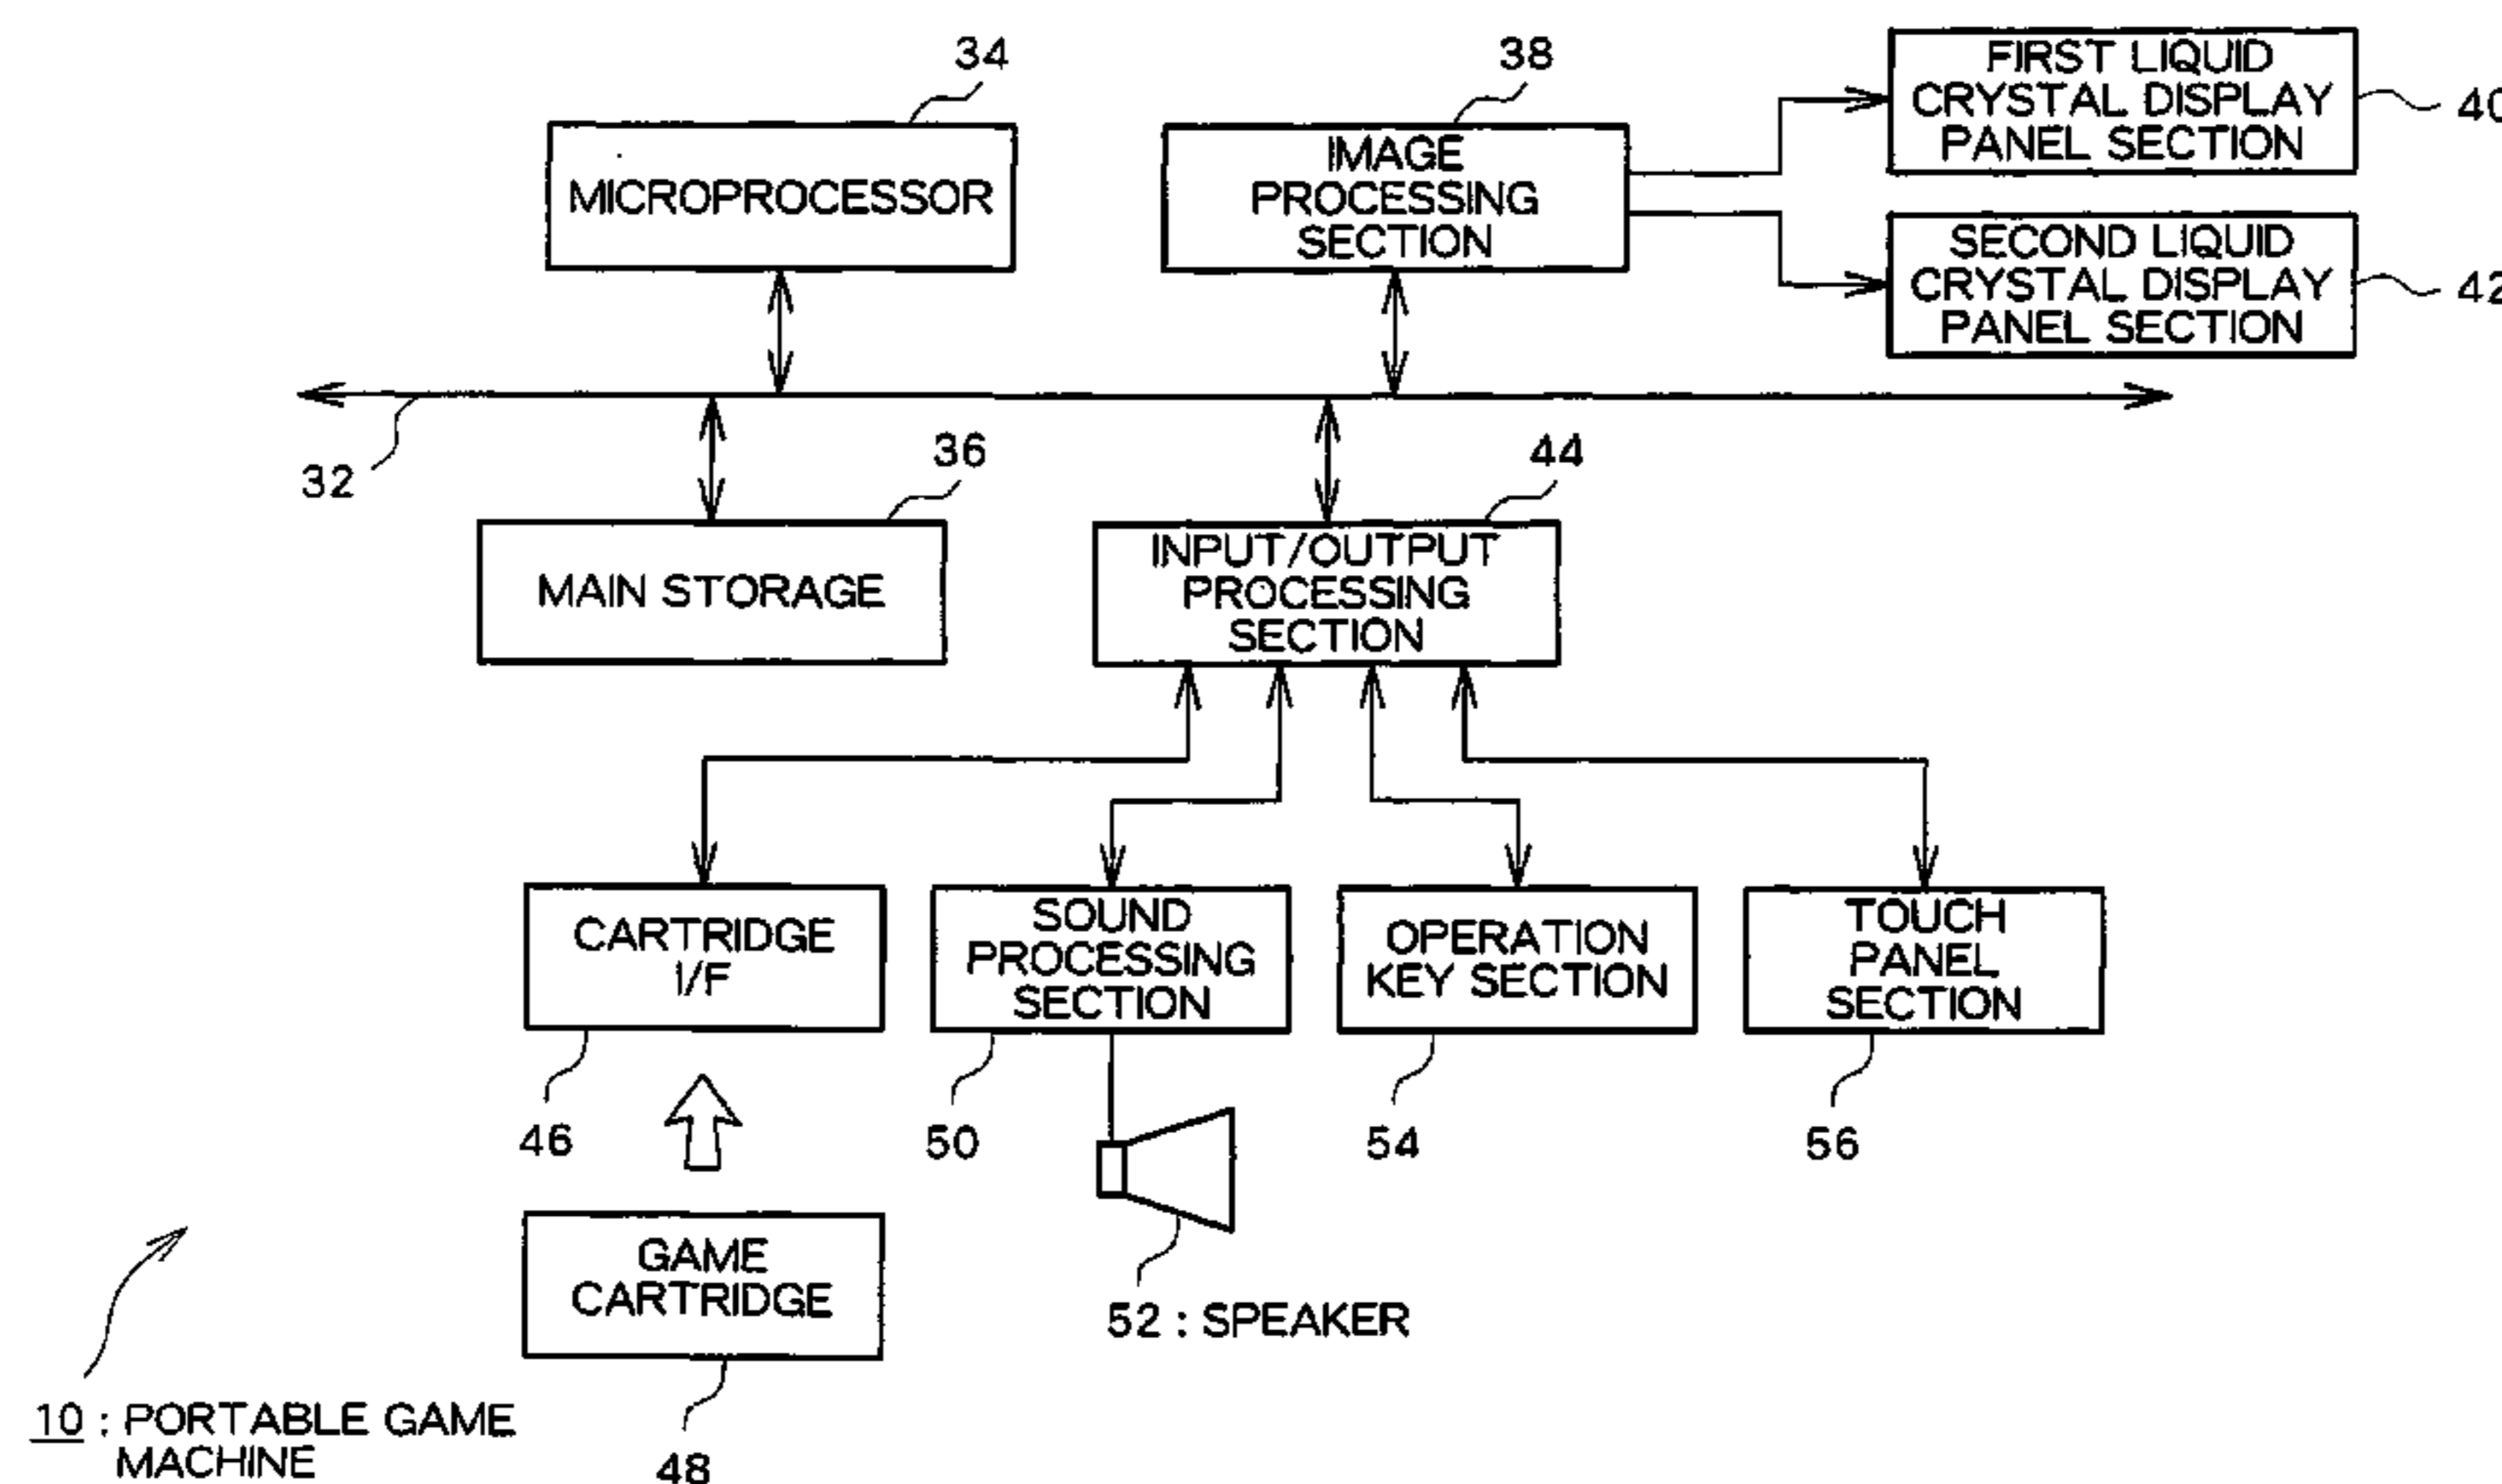 34
38
FIRST LIQUID
CRYSTAL DISPLAY
PANEL SECTION
40
MICROPROCESSOR
IMAGE
PROCESSING
SECTION
SECOND LIQUID
CRYSTAL DISPLAY
PANEL SECTION
42
32
36
44
MAIN STORAGE
INPUT/OUTPUT
PROCESSING
SECTION
CARTRIDGE
I/F
SOUND
PROCESSING
SECTION
OPERATION
KEY SECTION
TOUCH
PANEL
SECTION
46
50
54
56
GAME
CARTRIDGE
52 : SPEAKER
10 : PORTABLE GAME
MACHINE
48